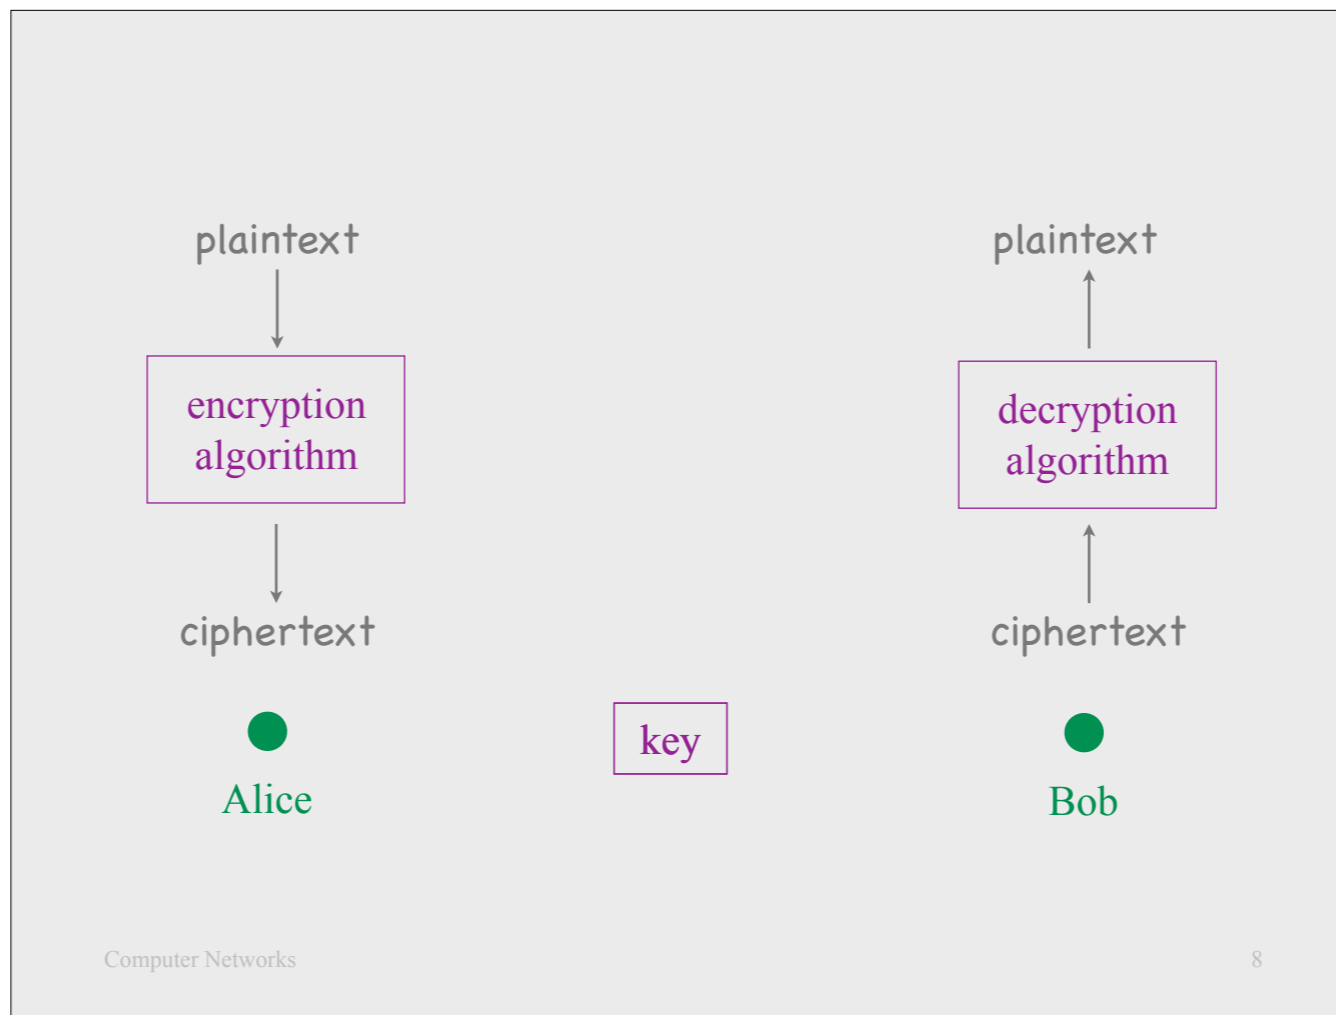 plaintext
encryption
algorithm
ciphertext
Alice
key
plaintext
decryption
algorithm
ciphertext
Bob
Computer Networks
8